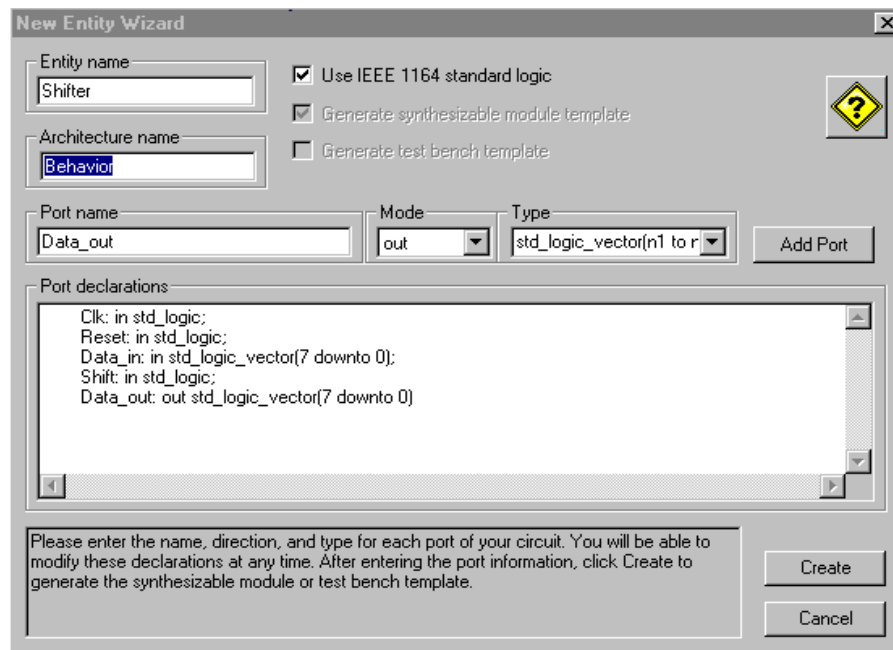 New Entity Wizard
Entity name
Shifter
Use IEEE 1164 standard logic
Generate synthesizable module template
Architecture name
Generate test bench template
Behavior
Port name
Mode
Type
Data_out
out
std_logic_vector(n1 to r
Add Port
Port declarations
Clk: in std_logic;
Reset: in std_logic;
Data_in: in std_logic_vector(7 downto 0);
Shift: in std_logic;
Data_out: out std_logic_vector(7 downto 0)
Please enter the name, direction, and type for each port of your circuit. You will be able to
modify these declarations at any time. After entering the port information, click Create to
generate the synthesizable module or test bench template.
Create
Cancel